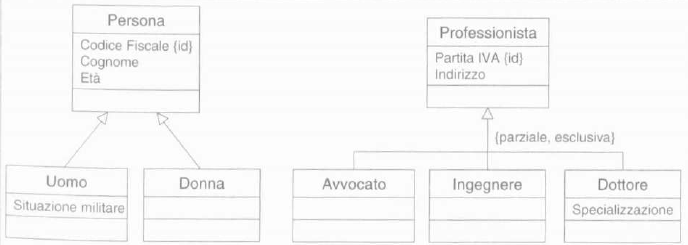 Persona
Codice Fiscale {id}
Cognome
Età
Uomo
Situazione militare
Donna
Professionista
Partita IVA {id}
Indirizzo
{parziale, esclusiva}
Avvocato
Ingegnere
Dottore
Specializzazione